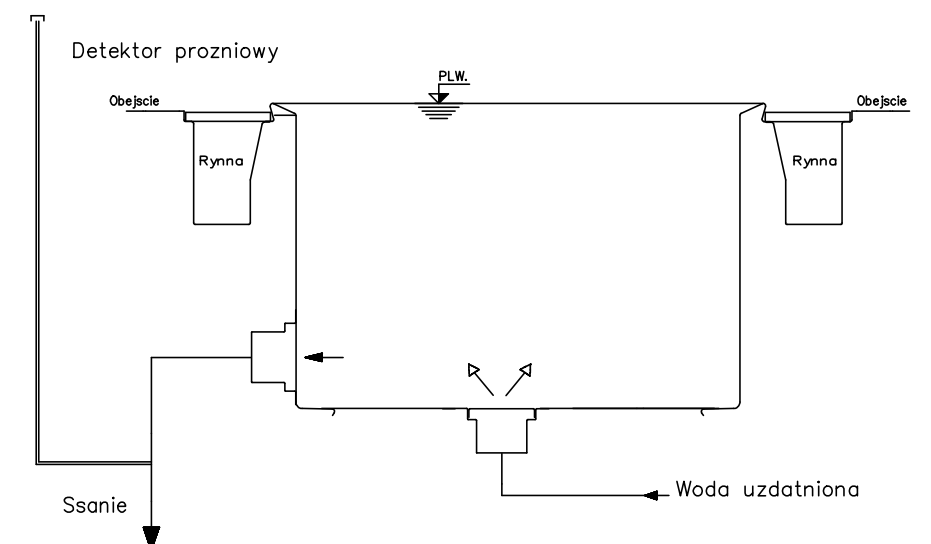 Detektor prozniowy
PLW.
Obejscie
Obejscie
Rynna
Rynna
Ssanie
Woda uzdatniona